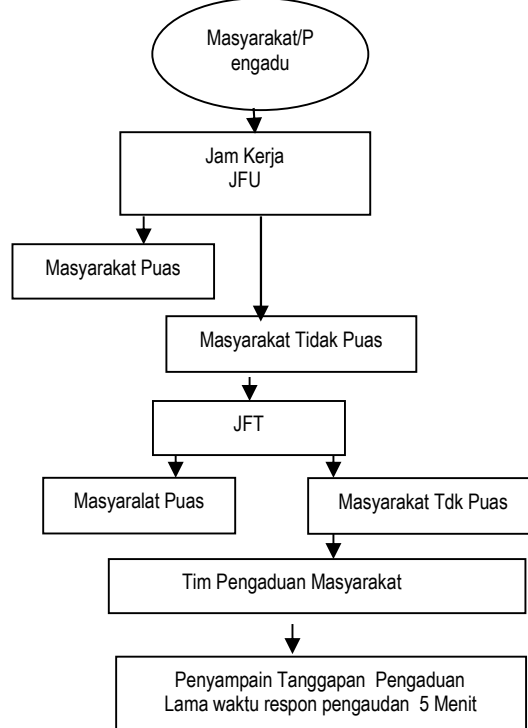 Masyarakat/P
engadu
Jam Kerja
JFU
Masyarakat Puas
Masyarakat Tidak Puas
JFT
Masyaralat Puas
Masyarakat Tdk Puas
Tim Pengaduan Masyarakat
Penyampain Tanggapan Pengaduan
Lama waktu respon pengaudan 5 Menit